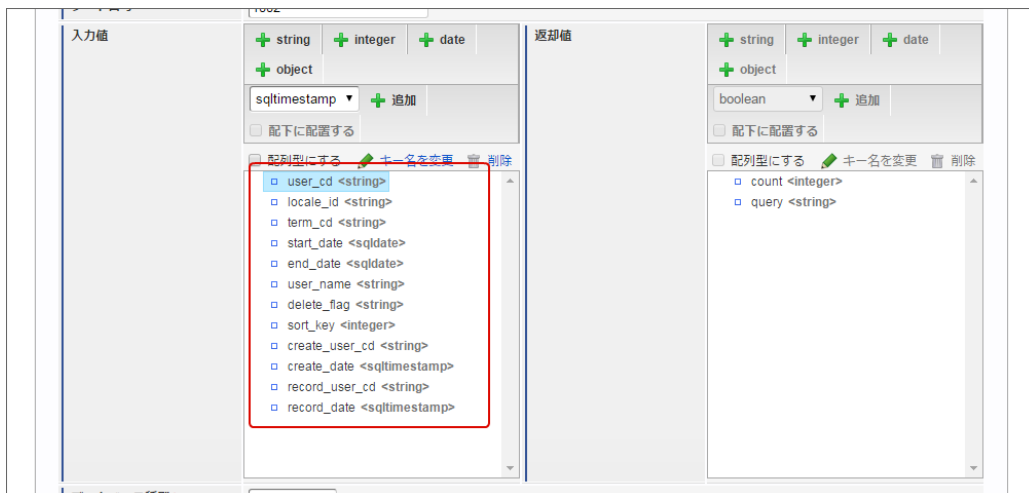 1002
入力値
string integer date
object
sqltimestamp ▼ 追加
配下に配置する
配列型にする キー名を変更 削除
user_cd <string>
locale_id <string>
term_cd <string>
start_date <sqldate>
end_date <sqldate>
user_name <string>
delete_flag <string>
sort_key <integer>
create_user_cd <string>
create_date <sqltimestamp>
record_user_cd <string>
record_date <sqltimestamp>
返却値
string integer date
object
boolean ▼ 追加
配下に配置する
配列型にする キー名を変更 削除
count <integer>
query <string>